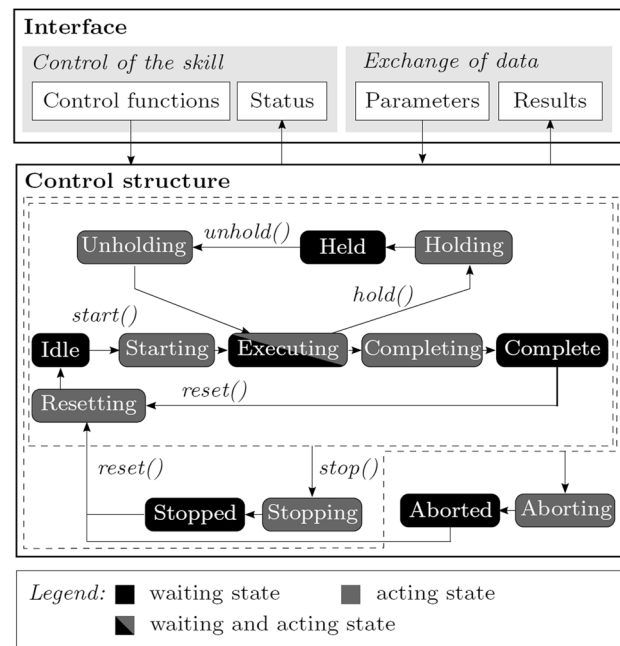 Interface
Control of the skill
Exchange of data
Control functions
Status
Parameters
Results
Control structure
Unholding
unhold()
Held
Holding
hold()
start()
Idle
Starting
Executing
Completing
Complete
Resetting
reset()
reset()
stop()
Stopped
Stopping
Aborted
Aborting
Legend:
waiting state
acting state
waiting and acting state